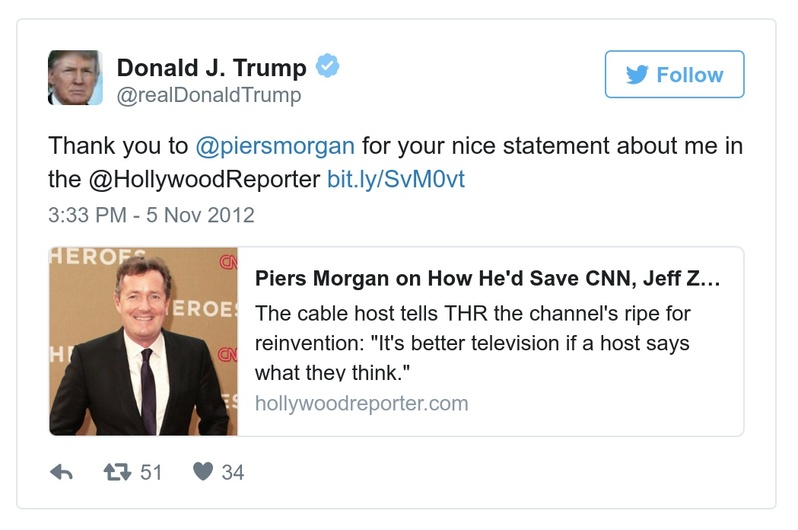 Donald J. Trump
@realDonaldTrump
Follow
Thank you to @piersmorgan for your nice statement about me in
the @HollywoodReporter bit.ly/SvM0vt
3:33 PM - 5 Nov 2012
HEROES
CN
EROES
CN
Piers Morgan on How He'd Save CNN, Jeff Z...
The cable host tells THR the channel's ripe for
reinvention: "It's better television if a host says
what they think."
hollywoodreporter.com
51
34